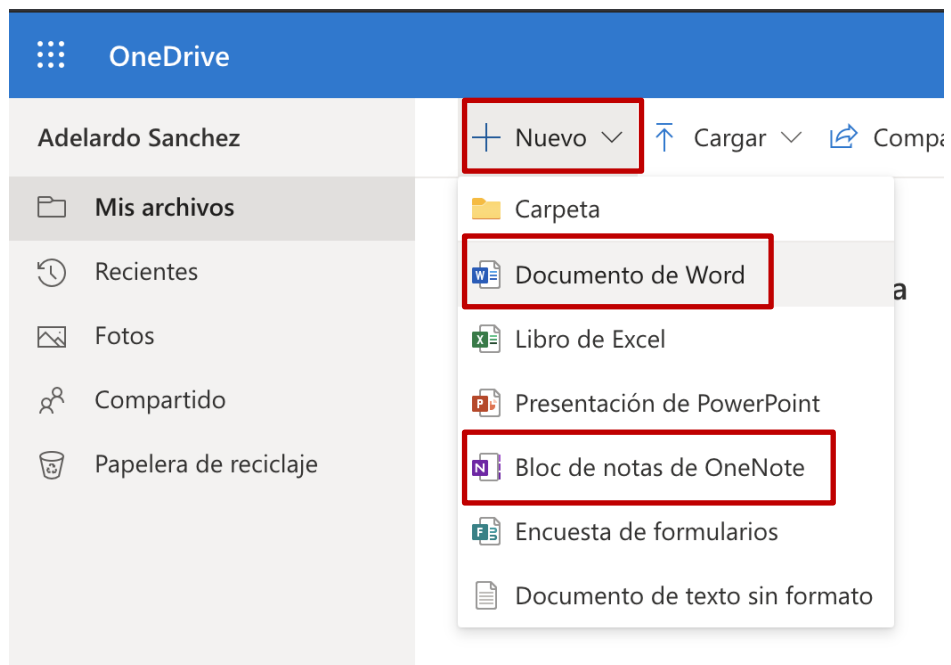 OneDrive
Adelardo Sanchez
Nuevo
Cargar
Mis archivos
Recientes
Fotos
Compartido
Papelera de reciclaje
Carpeta
Documento de Word
Libro de Excel
Presentación de PowerPoint
Bloc de notas de OneNote
Encuesta de formularios
Documento de texto sin formato